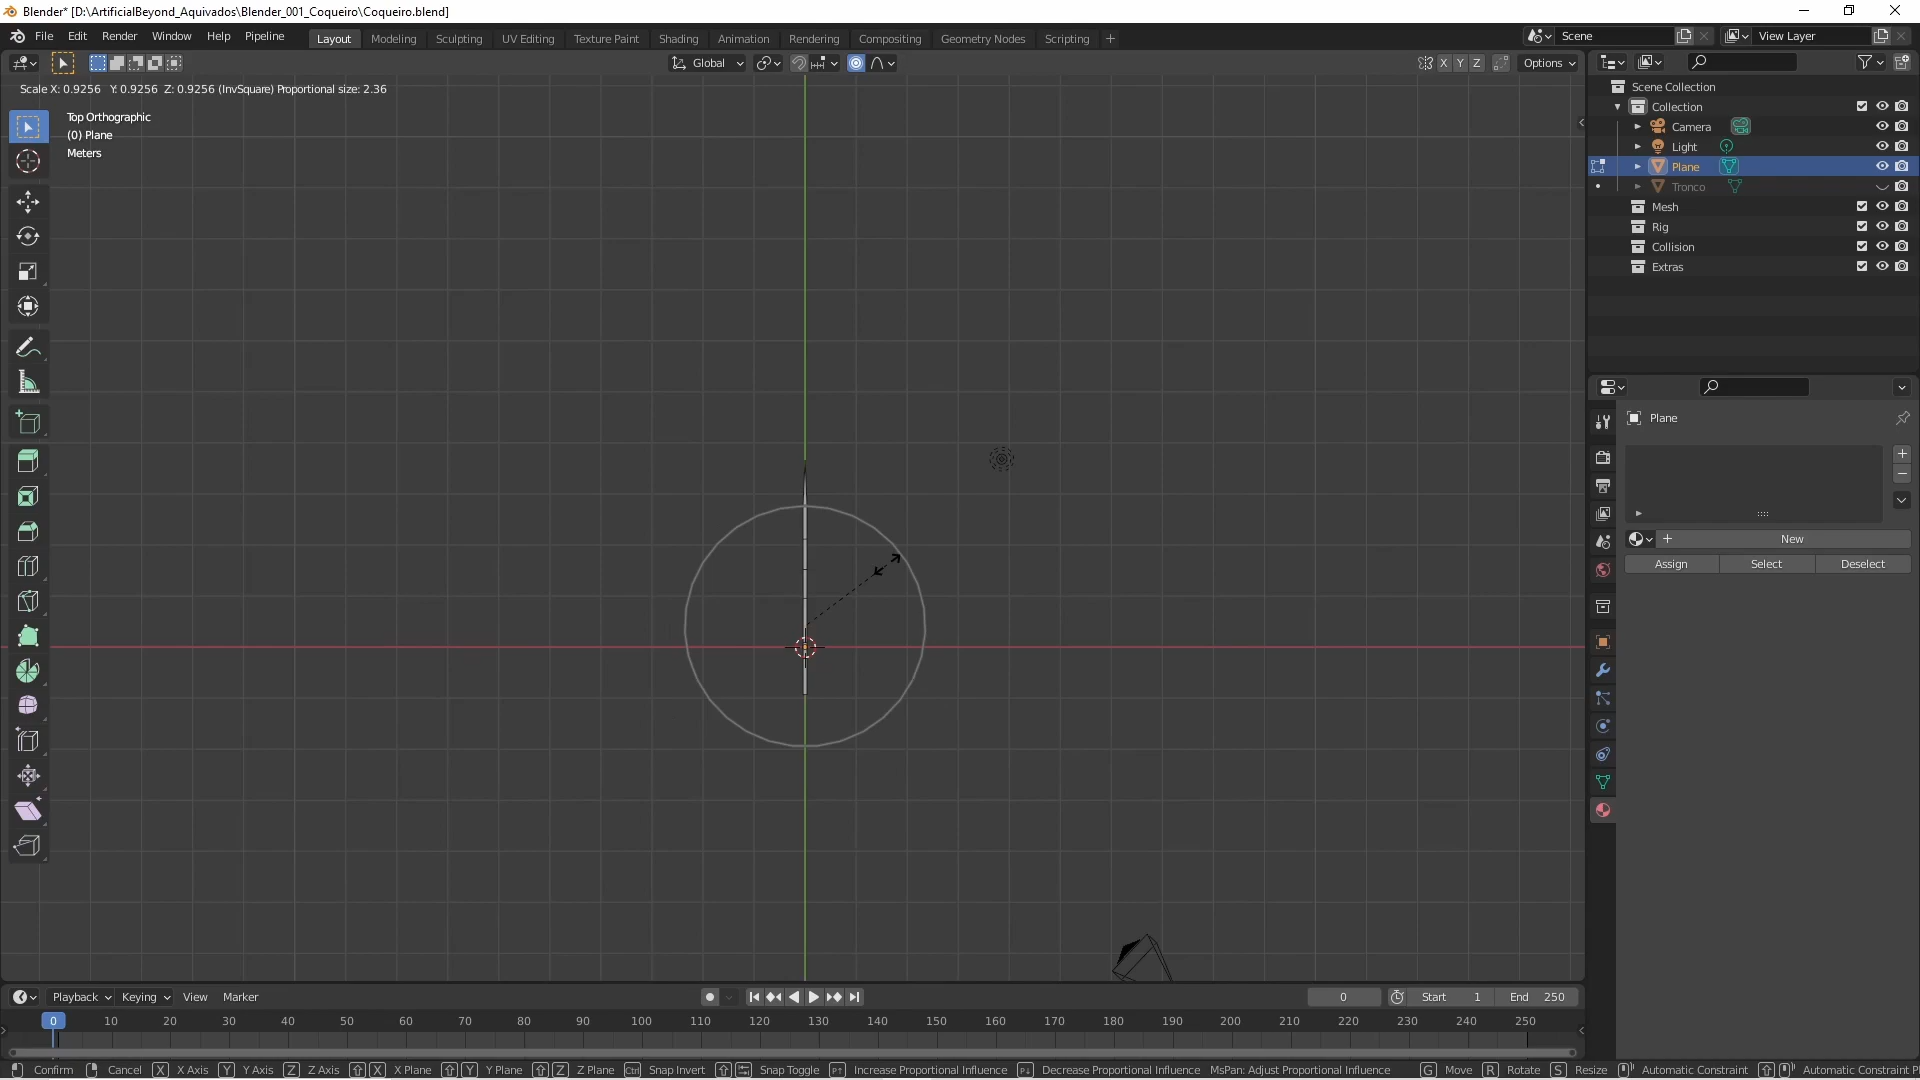 Blender* [D:\ArtificialBeyond_Aquivados\Blender_001_Coqueiro\Coqueiro.blend]
File Edit Render Window Help Pipeline Layout Modeling Sculpting UV Editing Texture Paint Shading Animation Rendering Compositing Geometry Nodes Scripting + Scene View Layer
Global X Y Z Options
Scale X: 0.9256 Y: 0.9256 Z: 0.9256 (InvSquare) Proportional size: 2.36
Top Orthographic
(0) Plane
Meters
Scene Collection
Collection
Camera
Light
Plane
Tronco
Mesh
Rig
Collision
Extras
Plane
New
Assign Select Deselect
Playback Keying View Marker 0 Start 1 End 250
0 10 20 30 40 50 60 70 80 90 100 110 120 130 140 150 160 170 180 190 200 210 220 230 240 250
Confirm Cancel X X Axis Y Y Axis Z Z Axis X X Plane Y Y Plane Z Z Plane Ctrl Snap Invert Snap Toggle Increase Proportional Influence Decrease Proportional Influence MsPan: Adjust Proportional Influence G Move R Rotate S Resize Automatic Constraint Automatic Constraint P